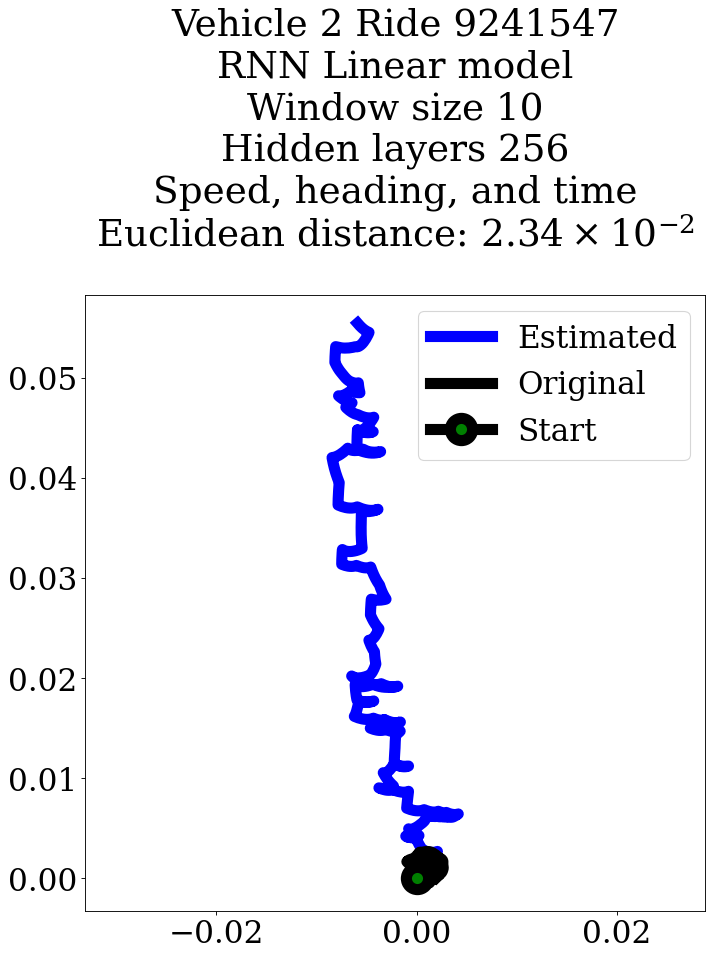 Vehicle 2 Ride 9241547
RNN Linear model
Window size 10
Hidden layers 256
Speed, heading, and time
Euclidean distance: 2.34 × 10⁻²
Estimated
Original
Start
0.05
0.04
0.03
0.02
0.01
0.00
−0.02
0.00
0.02